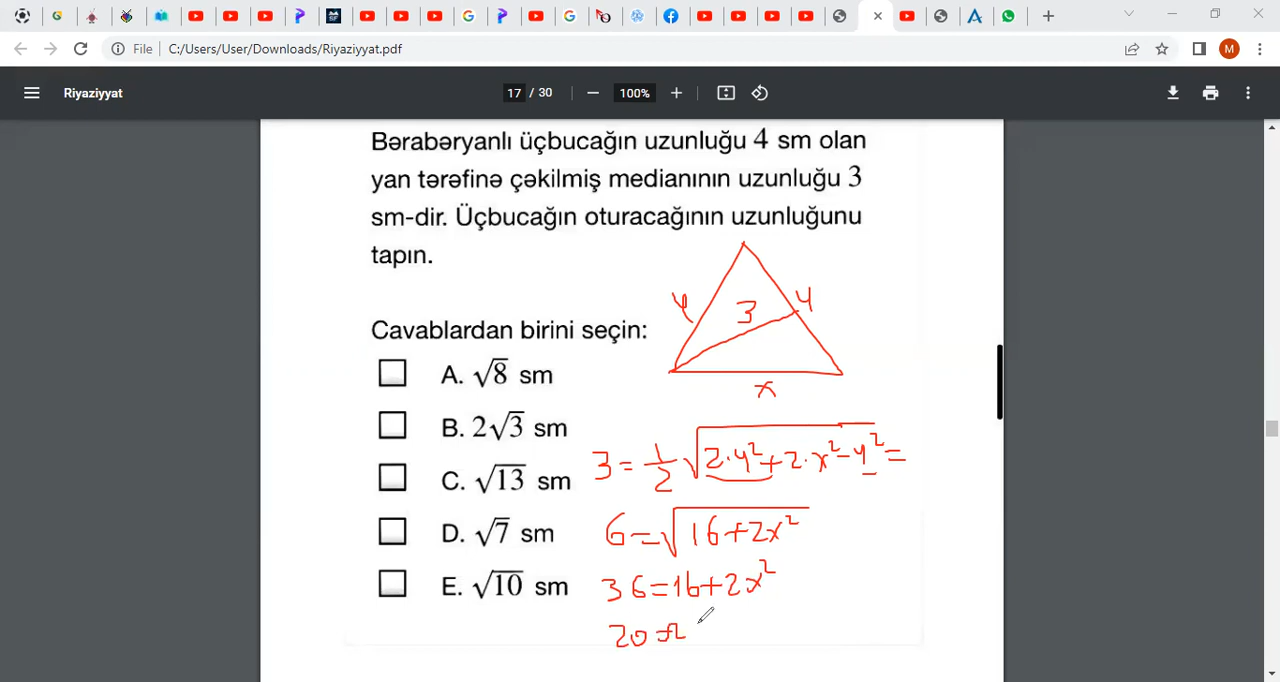 File
C:/Users/User/Downloads/Riyaziyyat.pdf
M
Riyaziyyat
17 / 30
100%
Bərabəryanlı üçbucağın uzunluğu 4 sm olan
yan tərəfinə çəkilmiş medianının uzunluğu 3
sm-dir. Üçbucağın oturacağının uzunluğunu
tapın.
4
3
4
x
Cavablardan birini seçin:
A. √8 sm
B. 2√3 sm
C. √13 sm
D. √7 sm
E. √10 sm
3 = 1/2 √(2·4²+2·x²-4²) =
6 = √(16+2x²)
36=16+2x²
20=2